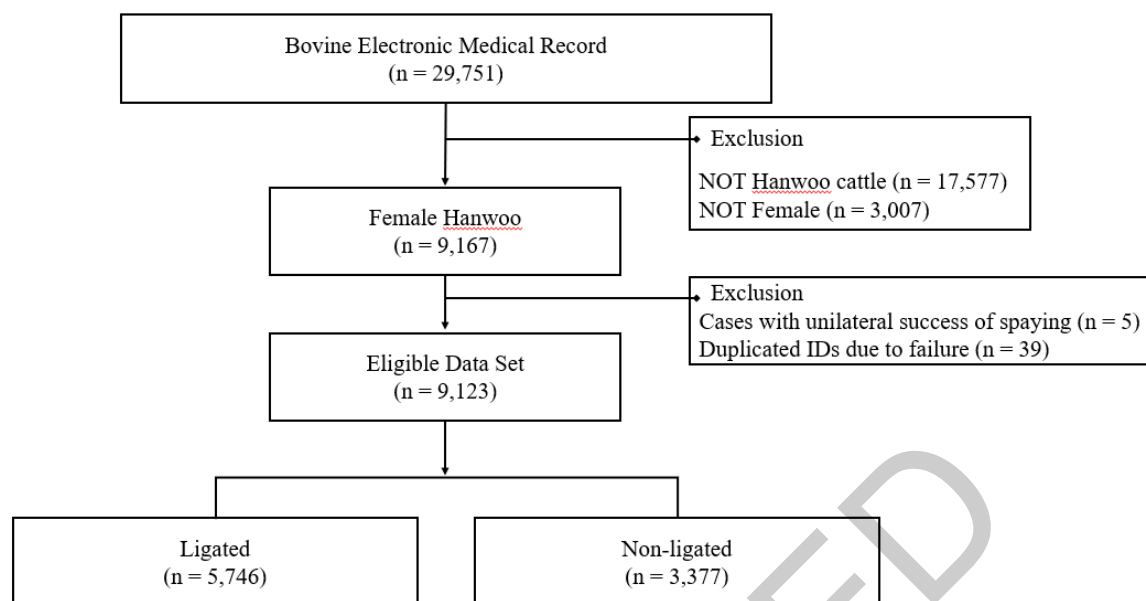 Bovine Electronic Medical Record
(n = 29,751)
Exclusion
NOT Hanwoo cattle (n = 17,577)
NOT Female (n = 3,007)
Female Hanwoo
(n = 9,167)
Exclusion
Cases with unilateral success of spaying (n = 5)
Duplicated IDs due to failure (n = 39)
Eligible Data Set
(n = 9,123)
Ligated
(n = 5,746)
Non-ligated
(n = 3,377)